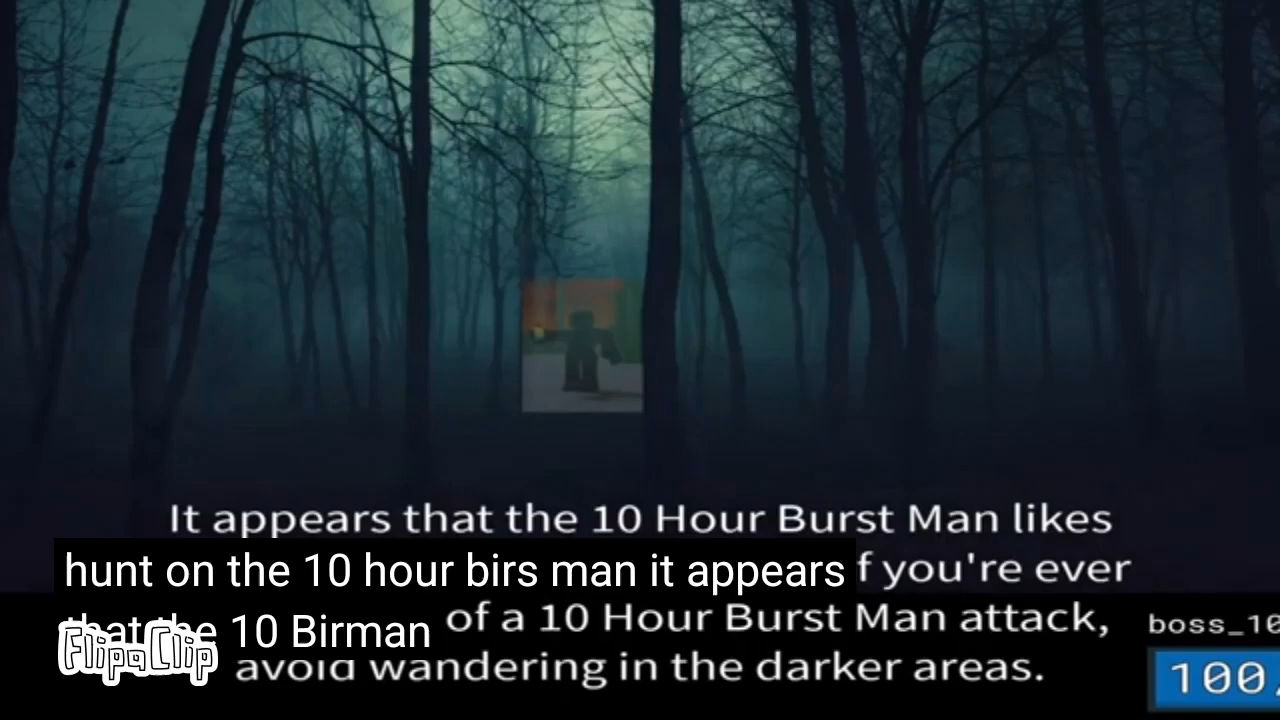 It appears that the 10 Hour Burst Man likes
hunt on the 10 hour birs man it appears
f you're ever
that the 10 Birman
of a 10 Hour Burst Man attack,
FlipaClip
avoid wandering in the darker areas.
boss_10
100